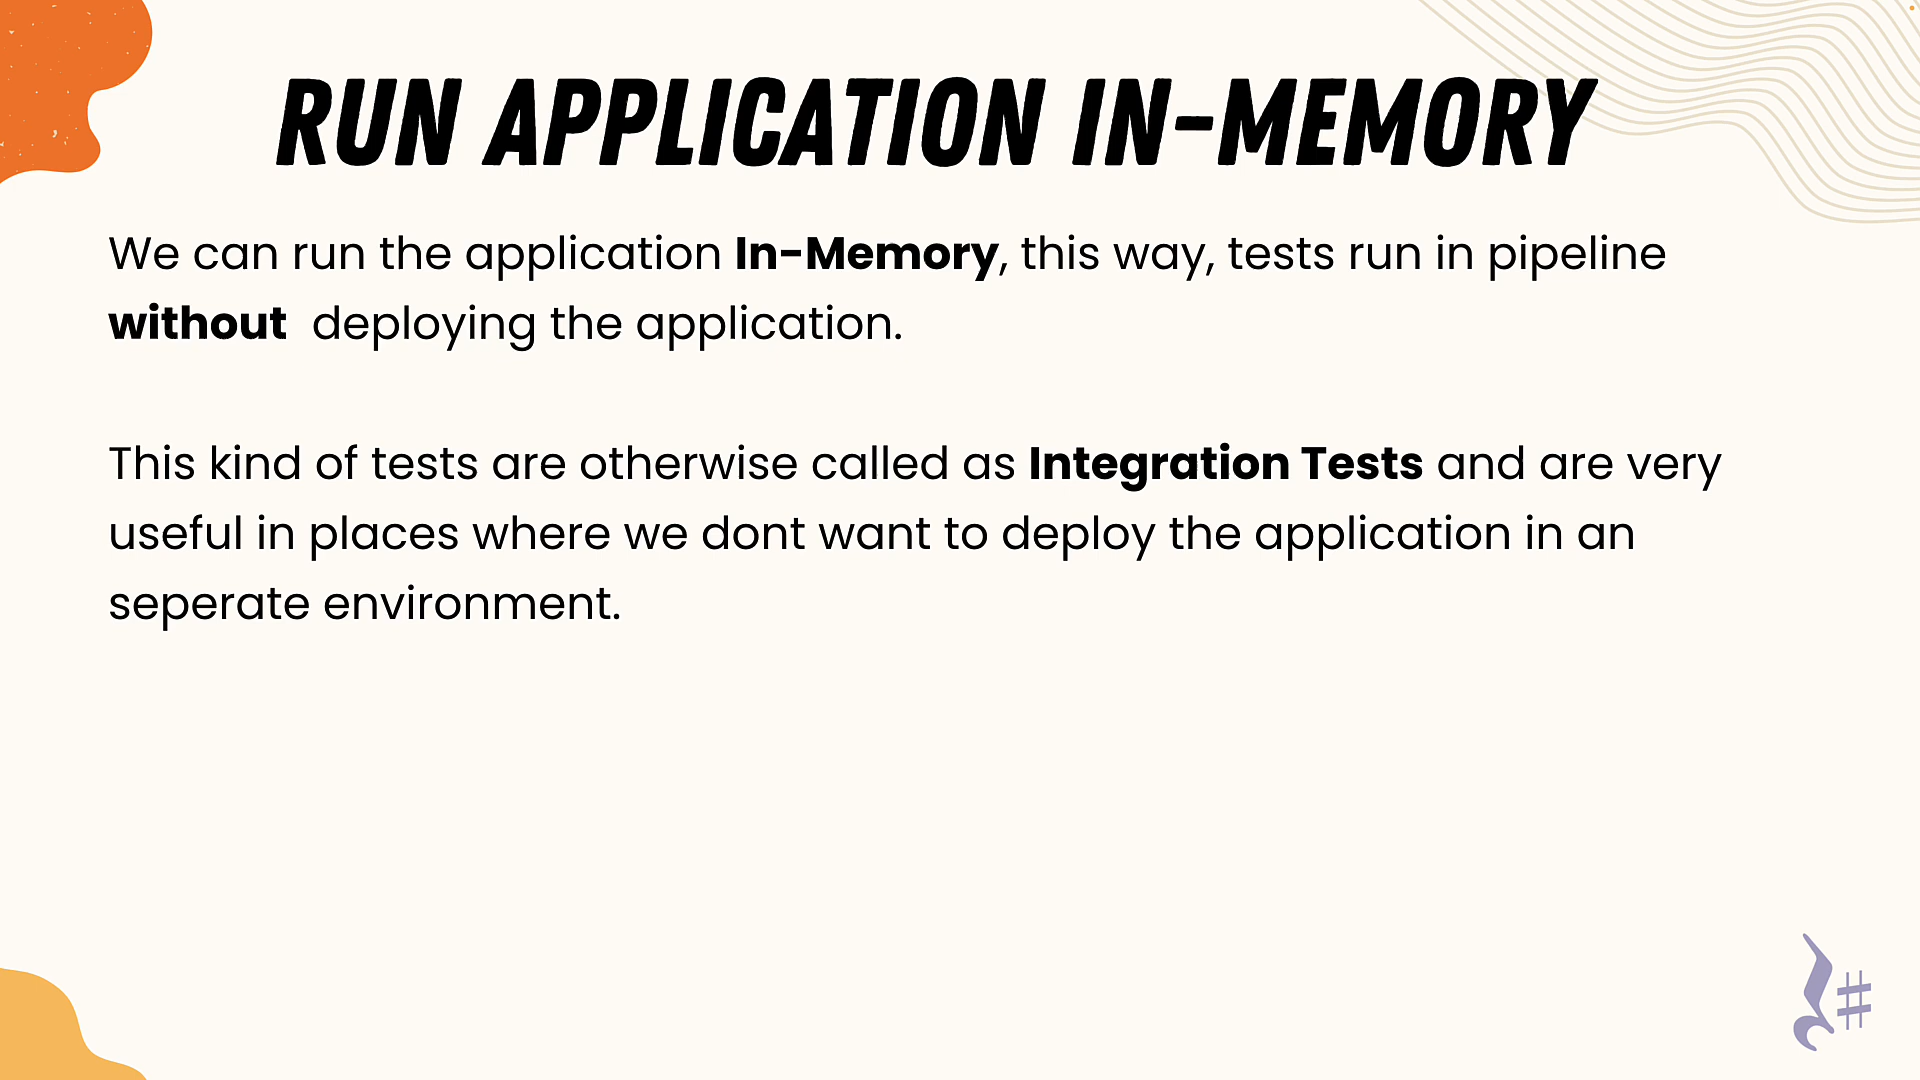 RUN APPLICATION IN-MEMORY
We can run the application In-Memory, this way, tests run in pipeline
without  deploying the application.
This kind of tests are otherwise called as Integration Tests and are very
useful in places where we dont want to deploy the application in an
seperate environment.